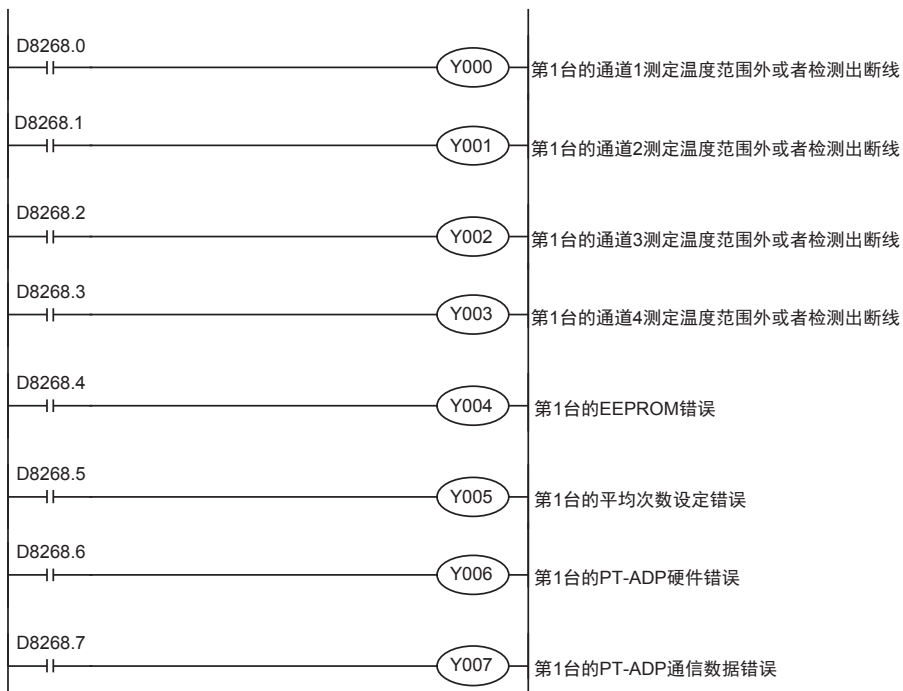 D8268.0
Y000 第1台的通道1测定温度范围外或者检测出断线
D8268.1
Y001 第1台的通道2测定温度范围外或者检测出断线
D8268.2
Y002 第1台的通道3测定温度范围外或者检测出断线
D8268.3
Y003 第1台的通道4测定温度范围外或者检测出断线
D8268.4
Y004 第1台的EEPROM错误
D8268.5
Y005 第1台的平均次数设定错误
D8268.6
Y006 第1台的PT-ADP硬件错误
D8268.7
Y007 第1台的PT-ADP通信数据错误